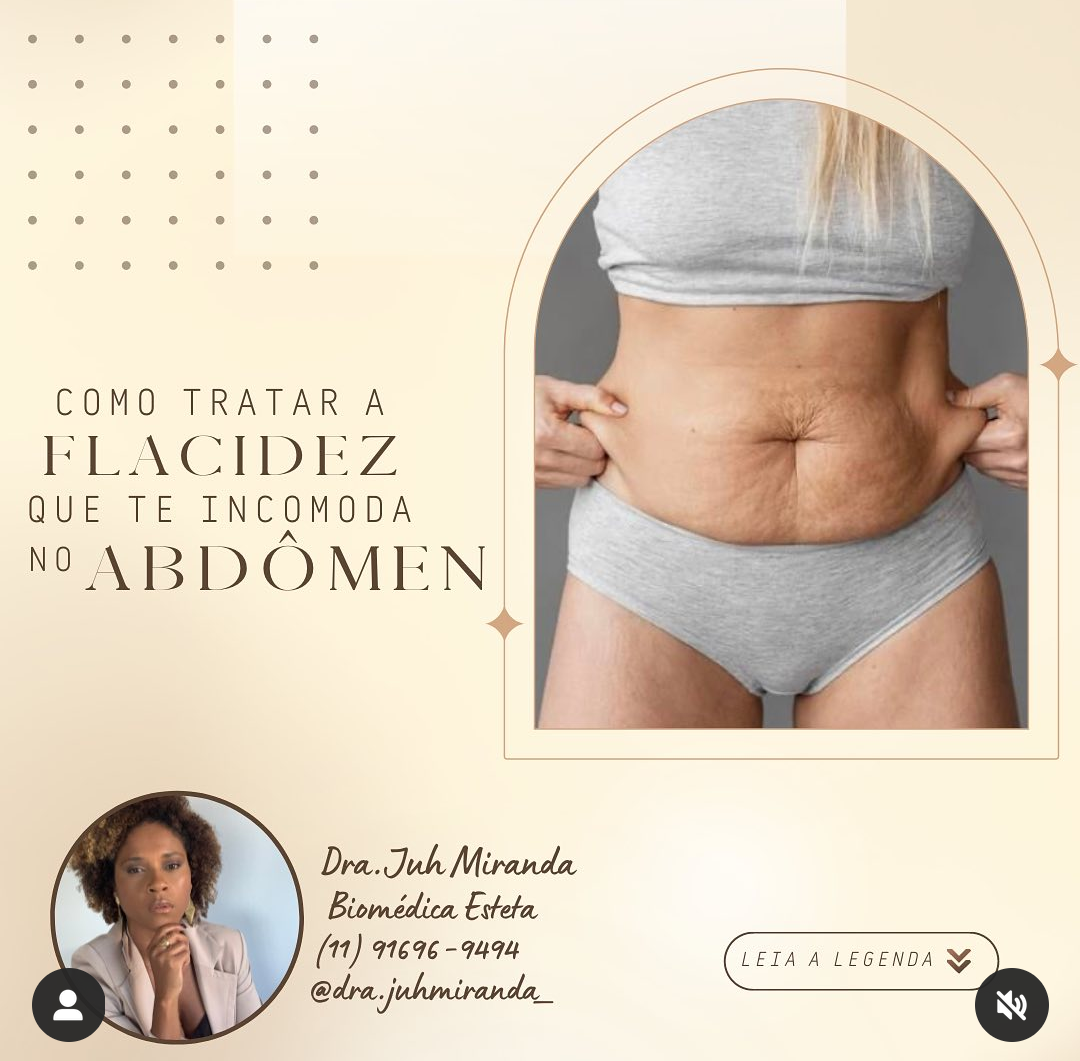 COMO TRATAR A
FLACIDEZ
QUE TE INCOMODA
NO ABDÔMEN
Dra. Juh Miranda
Biomédica Esteta
(11) 91696-9494
@dra.juhmiranda_
LEIA A LEGENDA